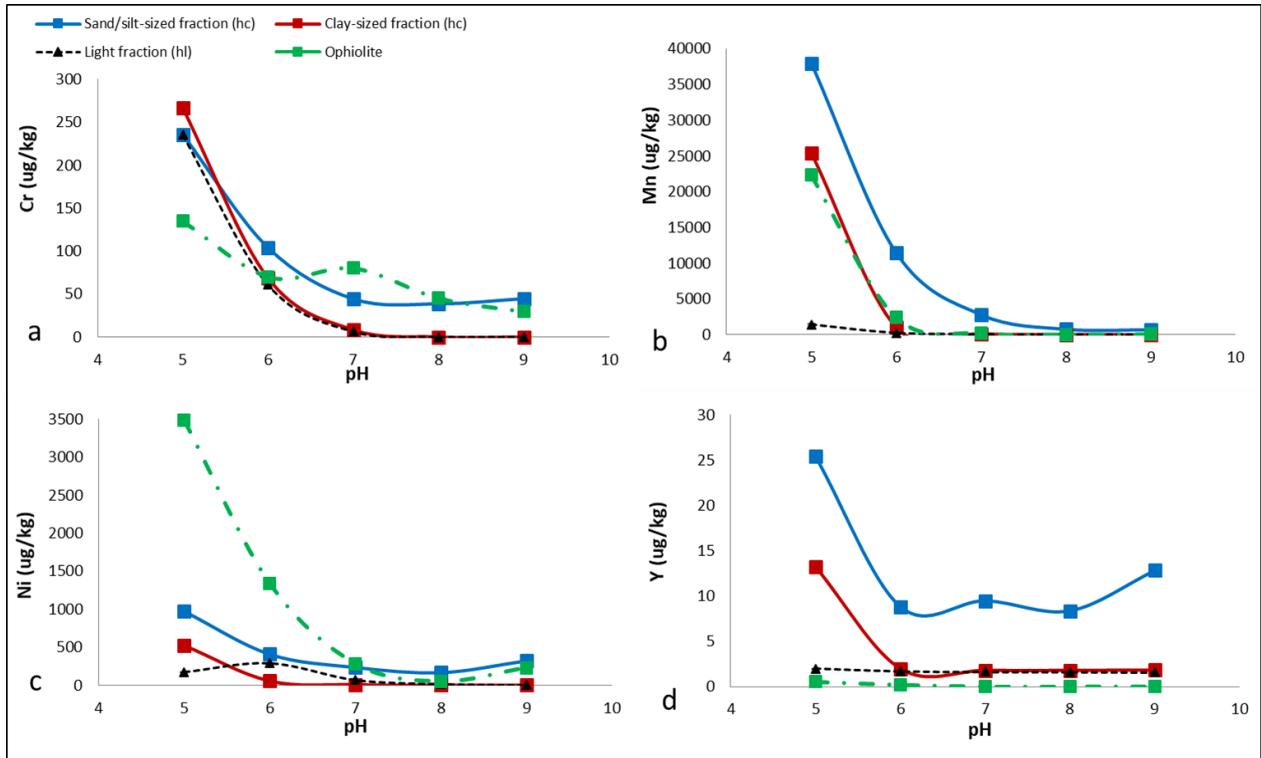 Sand/silt-sized fraction (hc) Clay-sized fraction (hc)
Light fraction (hl) Ophiolite
300
250
200
150
100
50
0
Cr (ug/kg)
4 5 6 7 8 9 10
pH
a
40000
35000
30000
25000
20000
15000
10000
5000
0
Mn (ug/kg)
4 5 6 7 8 9 10
pH
b
3500
3000
2500
2000
1500
1000
500
0
Ni (ug/kg)
4 5 6 7 8 9 10
pH
c
30
25
20
15
10
5
0
Y (ug/kg)
4 5 6 7 8 9 10
pH
d